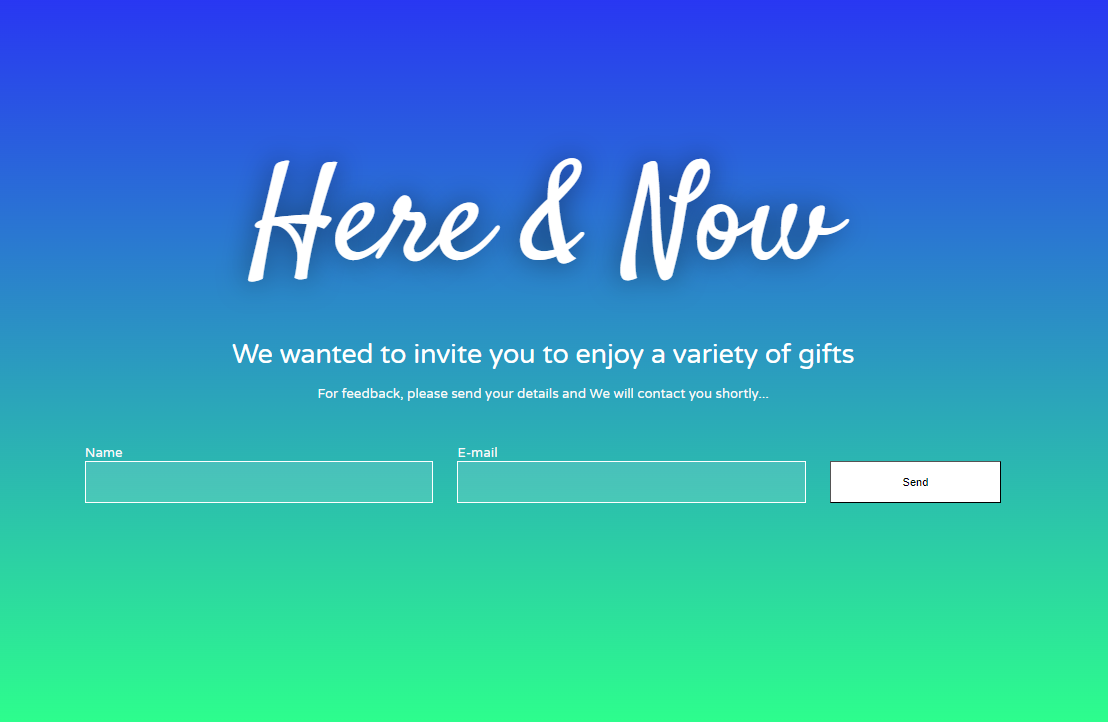 Here & Now
We wanted to invite you to enjoy a variety of gifts
For feedback, please send your details and We will contact you shortly...
Name
E-mail
Send